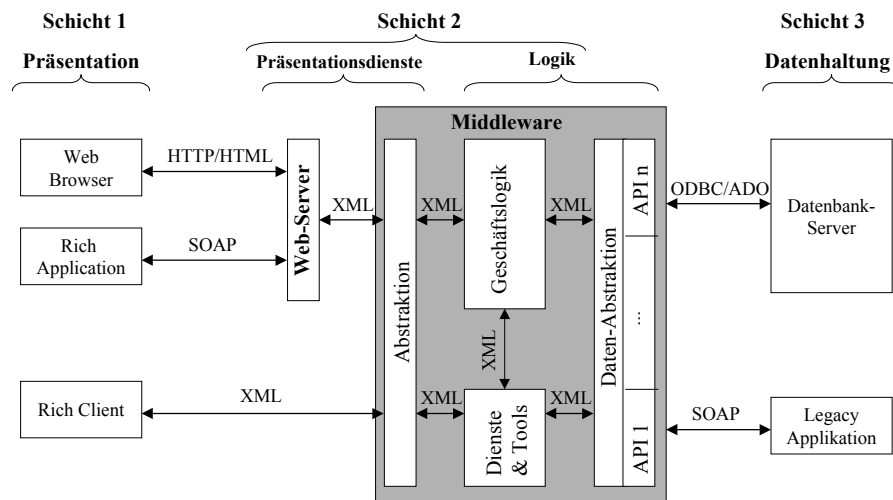 Schicht 1
Schicht 2
Schicht 3
Präsentation
Präsentationsdienste
Logik
Datenhaltung
Middleware
Web
Browser
HTTP/HTML
Rich
Application
SOAP
Web-Server
XML
Abstraktion
XML
Geschäftslogik
XML
Daten-Abstraktion
API n
...
API 1
ODBC/ADO
Datenbank-
Server
XML
Rich Client
XML
XML
Dienste
& Tools
XML
SOAP
Legacy
Applikation